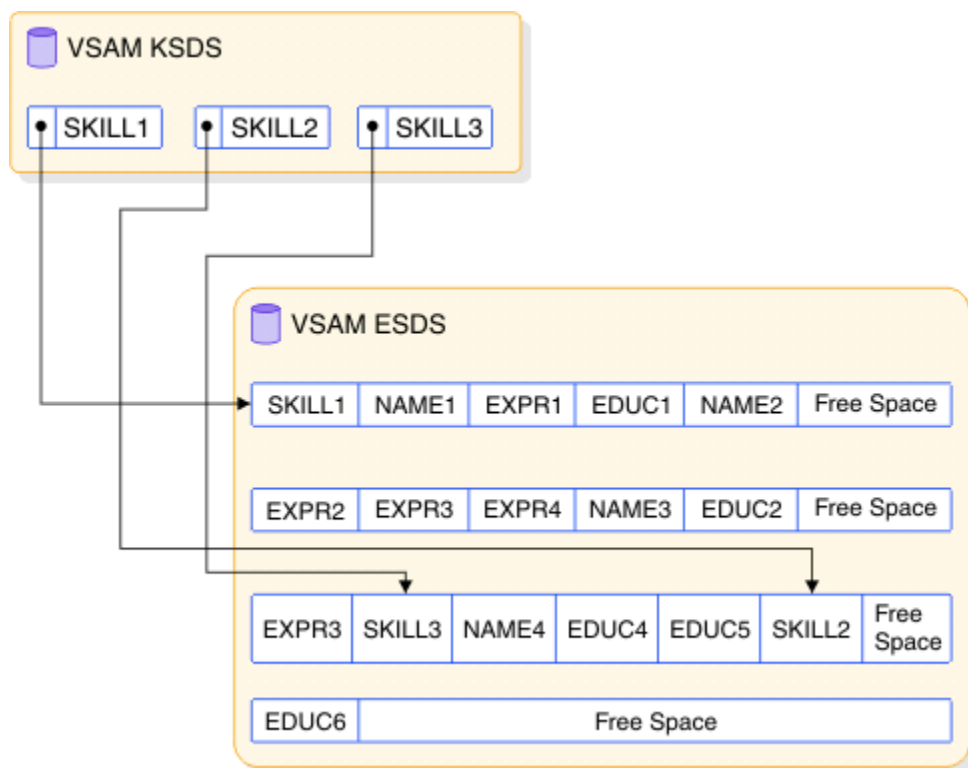 VSAM KSDS
SKILL1 SKILL2 SKILL3
VSAM ESDS
SKILL1 NAME1 EXPR1 EDUC1 NAME2 Free Space
EXPR2 EXPR3 EXPR4 NAME3 EDUC2 Free Space
EXPR3 SKILL3 NAME4 EDUC4 EDUC5 SKILL2 Free
Space
EDUC6 Free Space